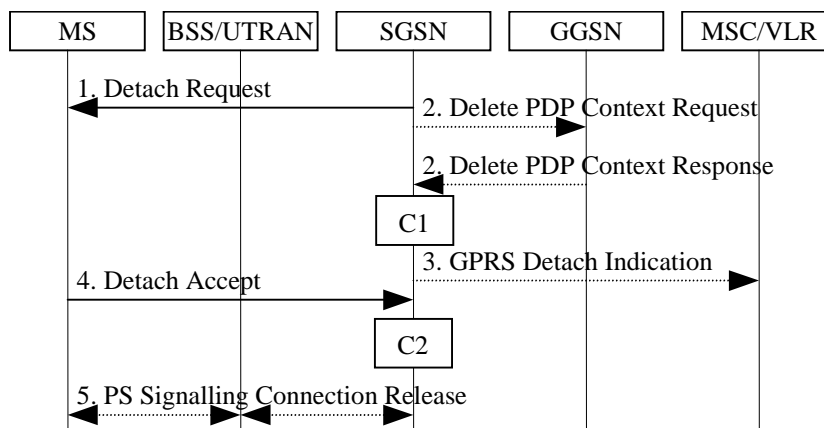 MS
BSS/UTRAN
SGSN
GGSN
MSC/VLR
1. Detach Request
2. Delete PDP Context Request
2. Delete PDP Context Response
C1
3. GPRS Detach Indication
4. Detach Accept
C2
5. PS Signalling Connection Release